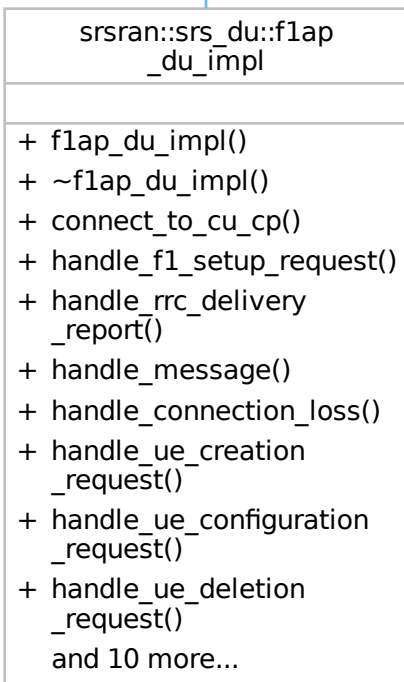 srsran::srs_du::f1ap
_du_impl
+ f1ap_du_impl()
+ ~f1ap_du_impl()
+ connect_to_cu_cp()
+ handle_f1_setup_request()
+ handle_rrc_delivery
_report()
+ handle_message()
+ handle_connection_loss()
+ handle_ue_creation
_request()
+ handle_ue_configuration
_request()
+ handle_ue_deletion
_request()
and 10 more...